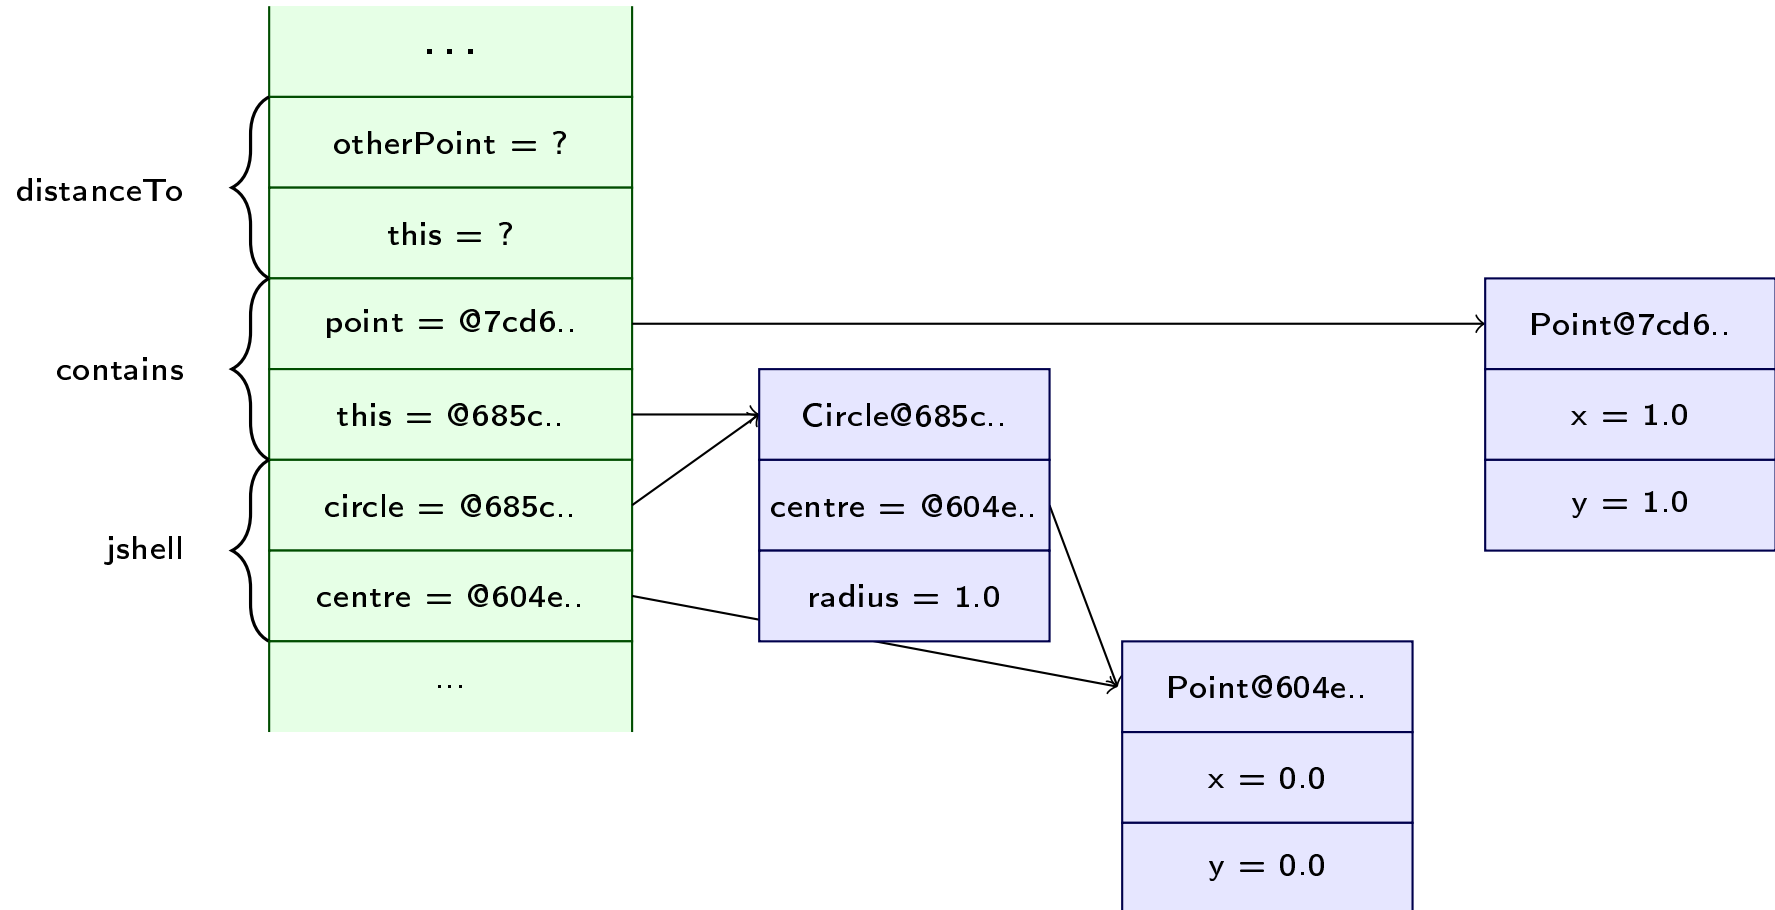 ...
otherPoint = ?
distanceTo
this = ?
point = @7cd6..
contains
this = @685c..
circle = @685c..
jshell
centre = @604e..
...
Circle@685c..
centre = @604e..
radius = 1.0
Point@604e..
x = 0.0
y = 0.0
Point@7cd6..
x = 1.0
y = 1.0